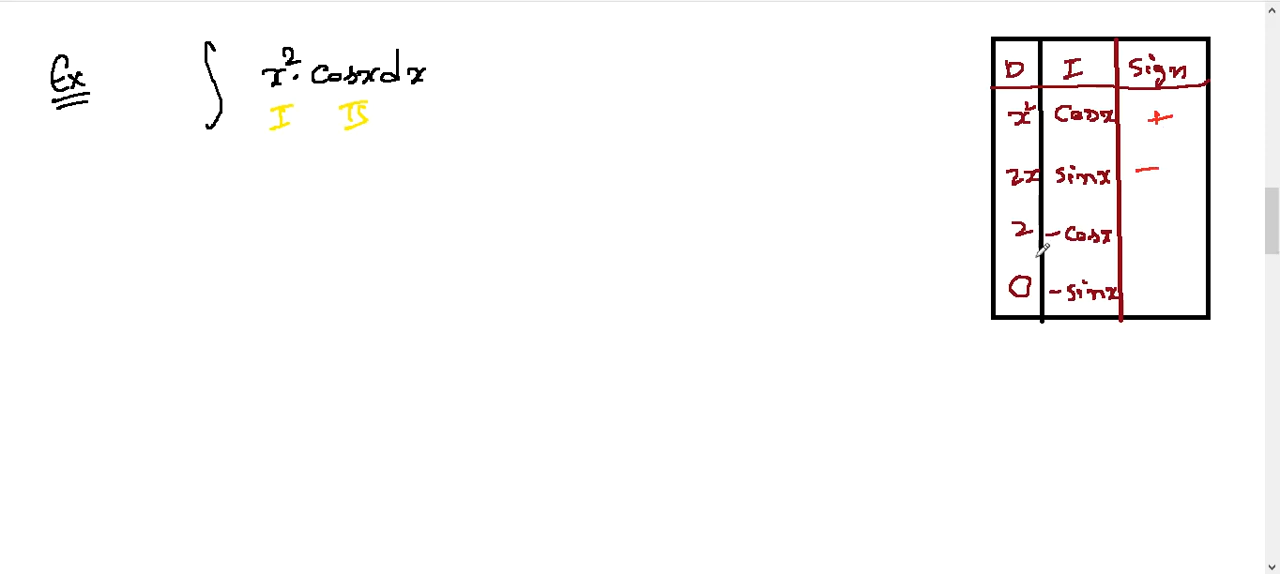 Ex ∫ x². cosx dx
I II
D I Sign
x² cosx +
2x sinx −
2 −cosx
0 −sinx